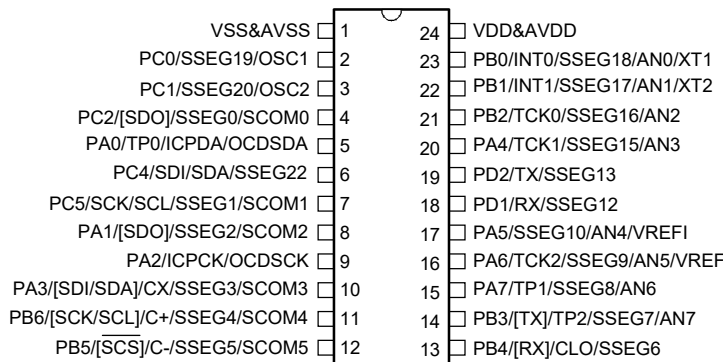 VSS&AVSS 1 24 VDD&AVDD
PC0/SSEG19/OSC1 2 23 PB0/INT0/SSEG18/AN0/XT1
PC1/SSEG20/OSC2 3 22 PB1/INT1/SSEG17/AN1/XT2
PC2/[SDO]/SSEG0/SCOM0 4 21 PB2/TCK0/SSEG16/AN2
PA0/TP0/ICPDA/OCDSDA 5 20 PA4/TCK1/SSEG15/AN3
PC4/SDI/SDA/SSEG22 6 19 PD2/TX/SSEG13
PC5/SCK/SCL/SSEG1/SCOM1 7 18 PD1/RX/SSEG12
PA1/[SDO]/SSEG2/SCOM2 8 17 PA5/SSEG10/AN4/VREFI
PA2/ICPCK/OCDSCK 9 16 PA6/TCK2/SSEG9/AN5/VREF
PA3/[SDI/SDA]/CX/SSEG3/SCOM3 10 15 PA7/TP1/SSEG8/AN6
PB6/[SCK/SCL]/C+/SSEG4/SCOM4 11 14 PB3/[TX]/TP2/SSEG7/AN7
PB5/[SCS]/C-/SSEG5/SCOM5 12 13 PB4/[RX]/CLO/SSEG6